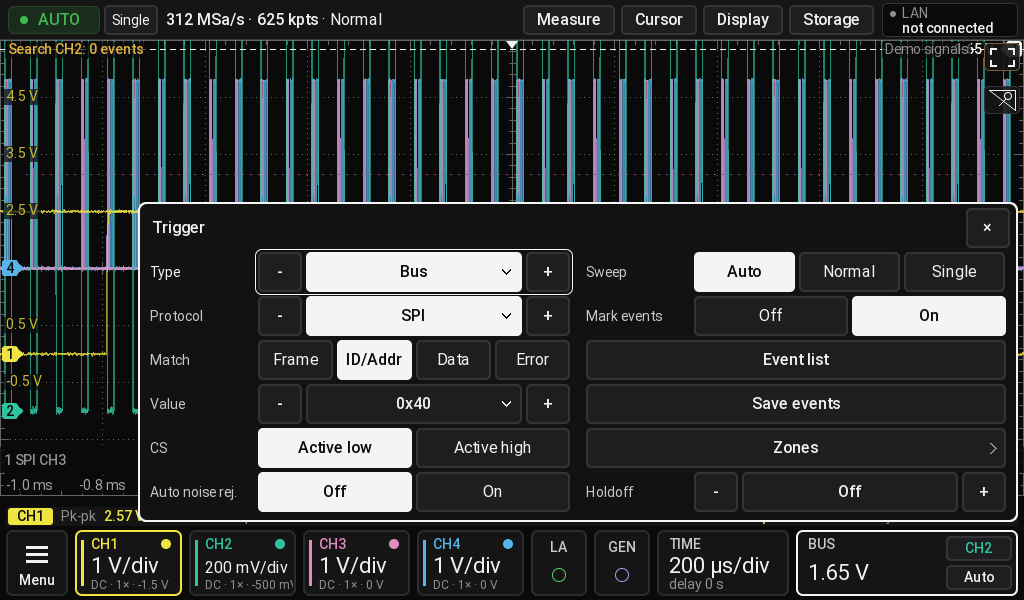 AUTO
Single
312 MSa/s · 625 kpts · Normal
Measure
Cursor
Display
Storage
LAN
not connected
Search CH2: 0 events
Demo signals
4.5 V
3.5 V
2.5 V
4
0.5 V
1
-0.5 V
2
1 SPI CH3
-1.0 ms
-0.8 ms
Trigger
×
Type
-
Bus
+
Sweep
Auto
Normal
Single
Protocol
-
SPI
+
Mark events
Off
On
Match
Frame
ID/Addr
Data
Error
Event list
Value
-
0x40
+
Save events
CS
Active low
Active high
Zones
Auto noise rej.
Off
On
Holdoff
-
Off
+
CH1
Pk-pk
2.57 V
Menu
CH1
1 V/div
DC · 1× · -1.5 V
CH2
200 mV/div
DC · 1× · -500 mV
CH3
1 V/div
DC · 1× · 0 V
CH4
1 V/div
DC · 1× · 0 V
LA
GEN
TIME
200 µs/div
delay 0 s
BUS
1.65 V
CH2
Auto